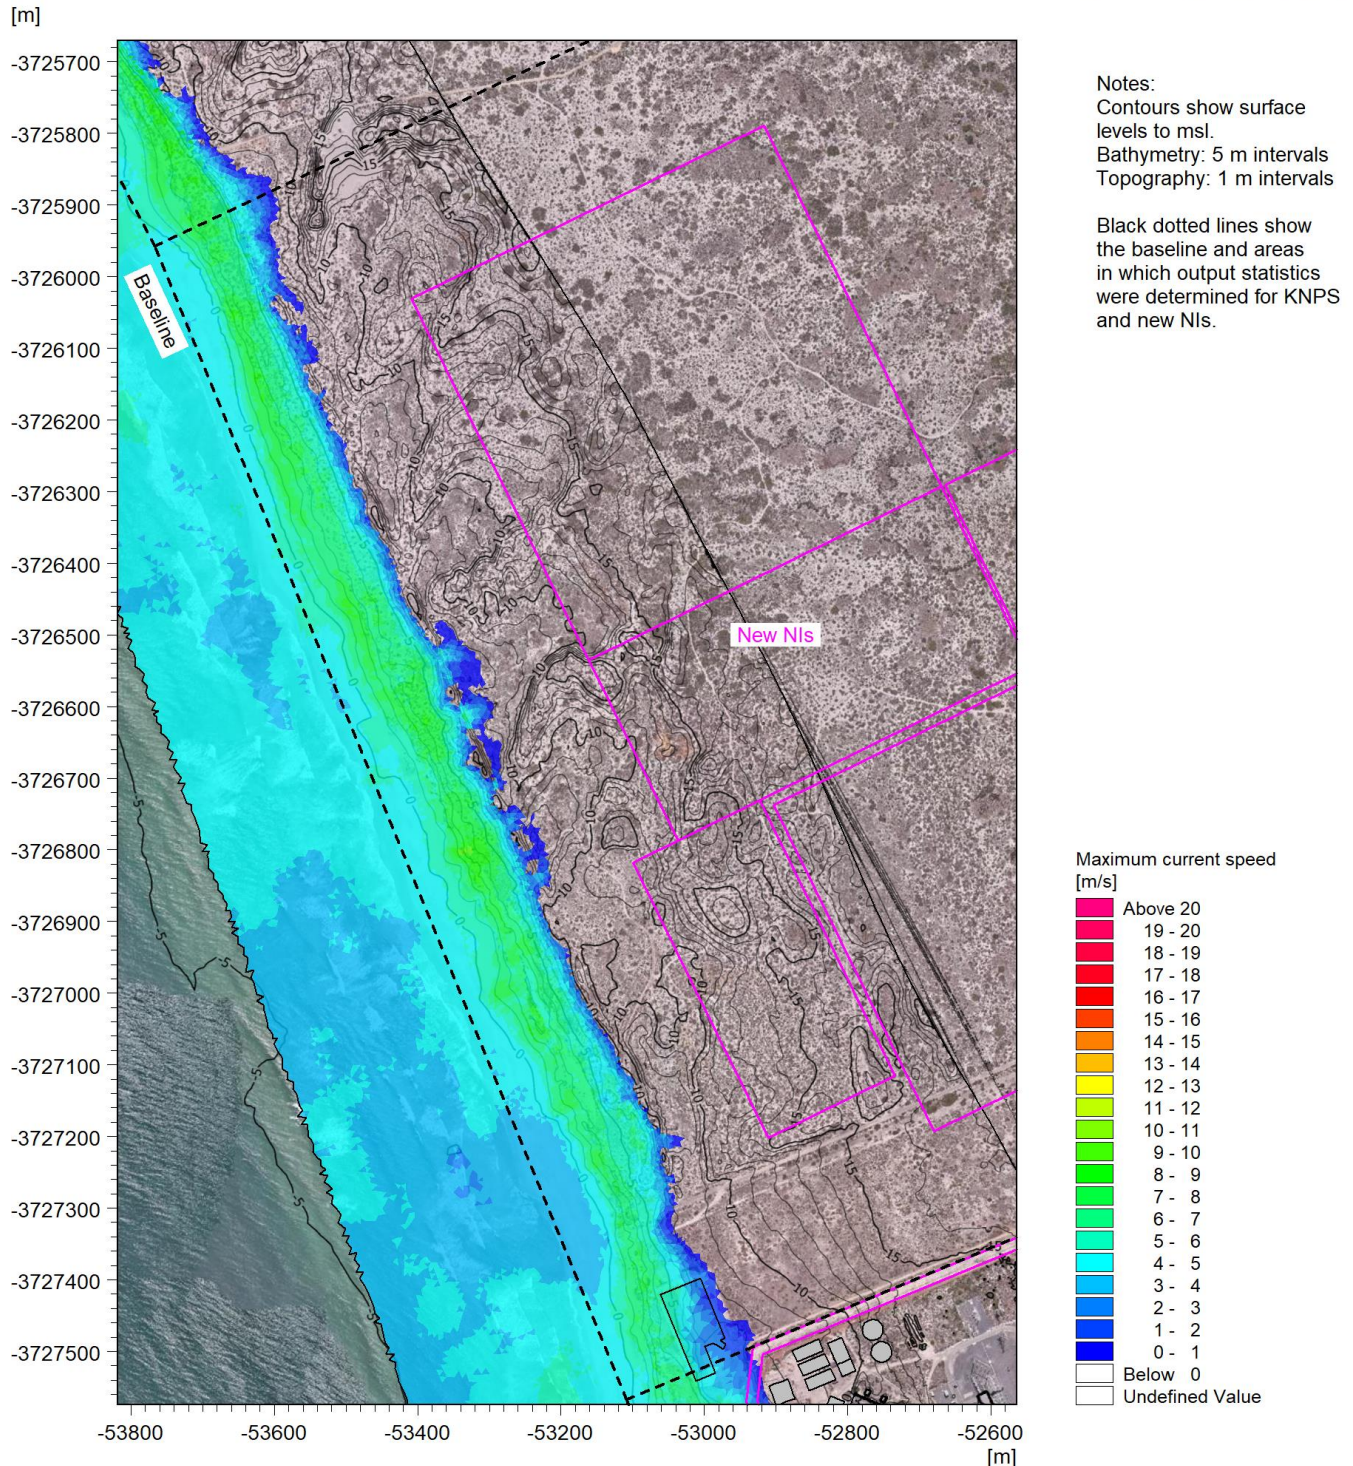 [m]
-3725700
-3725800
-3725900
-3726000
-3726100
-3726200
-3726300
-3726400
-3726500
-3726600
-3726700
-3726800
-3726900
-3727000
-3727100
-3727200
-3727300
-3727400
-3727500
-53800 -53600 -53400 -53200 -53000 -52800 -52600
[m]
Baseline
New NIs
Notes:
Contours show surface
levels to msl.
Bathymetry: 5 m intervals
Topography: 1 m intervals
Black dotted lines show
the baseline and areas
in which output statistics
were determined for KNPS
and new NIs.
Maximum current speed
[m/s]
Above 20
19 - 20
18 - 19
17 - 18
16 - 17
15 - 16
14 - 15
13 - 14
12 - 13
11 - 12
10 - 11
9 - 10
8 - 9
7 - 8
6 - 7
5 - 6
4 - 5
3 - 4
2 - 3
1 - 2
0 - 1
Below 0
Undefined Value